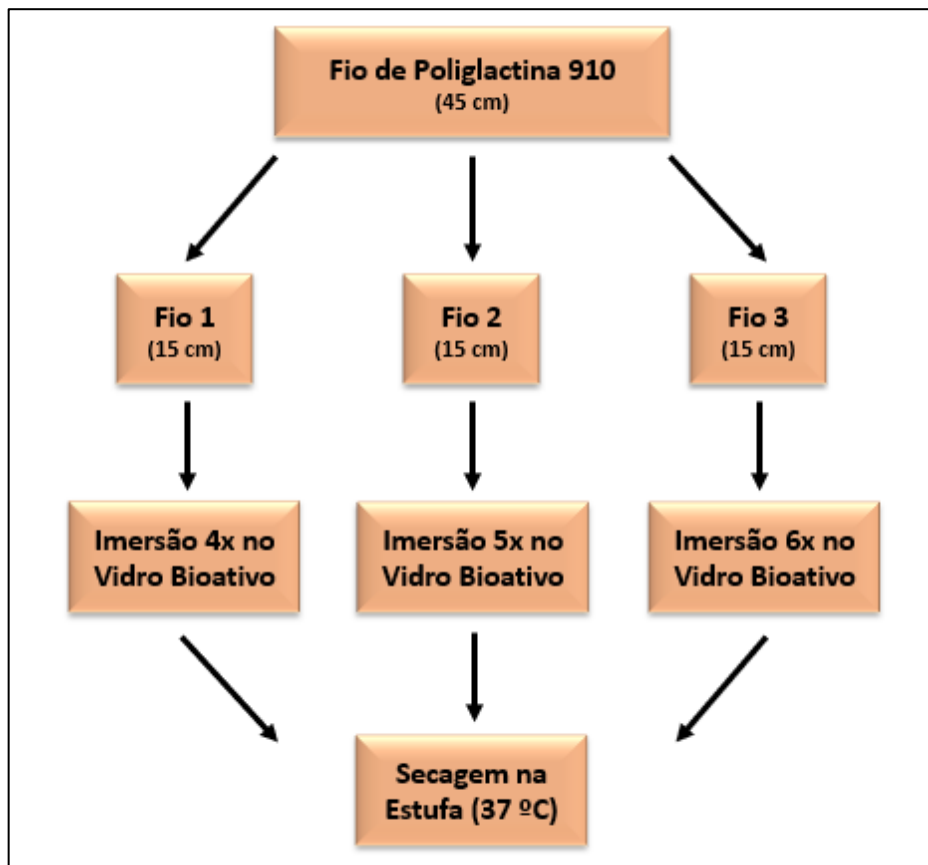 Fio de Poliglactina 910
(45 cm)
Fio 1
(15 cm)
Fio 2
(15 cm)
Fio 3
(15 cm)
Imersão 4x no
Vidro Bioativo
Imersão 5x no
Vidro Bioativo
Imersão 6x no
Vidro Bioativo
Secagem na
Estufa (37 ºC)